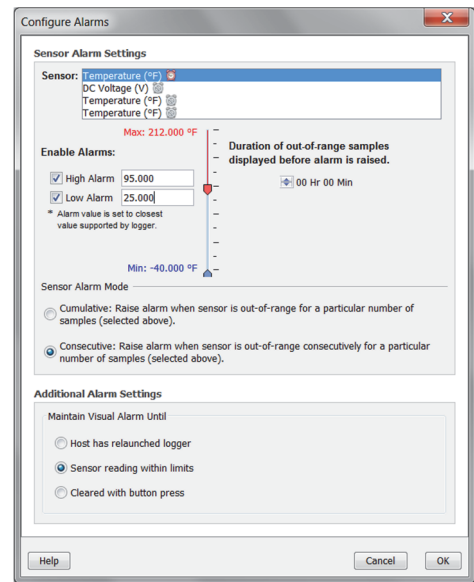 Configure Alarms
X
Sensor Alarm Settings
Sensor: Temperature (°F)
DC Voltage (V)
Temperature (°F)
Temperature (°F)
Max: 212.000 °F
Enable Alarms:
Duration of out-of-range samples
displayed before alarm is raised.
High Alarm 95.000
00 Hr 00 Min
Low Alarm 25.000
* Alarm value is set to closest
value supported by logger.
Min: -40.000 °F
Sensor Alarm Mode
Cumulative: Raise alarm when sensor is out-of-range for a particular number of
samples (selected above).
Consecutive: Raise alarm when sensor is out-of-range consecutively for a particular
number of samples (selected above).
Additional Alarm Settings
Maintain Visual Alarm Until
Host has relaunched logger
Sensor reading within limits
Cleared with button press
Help Cancel OK